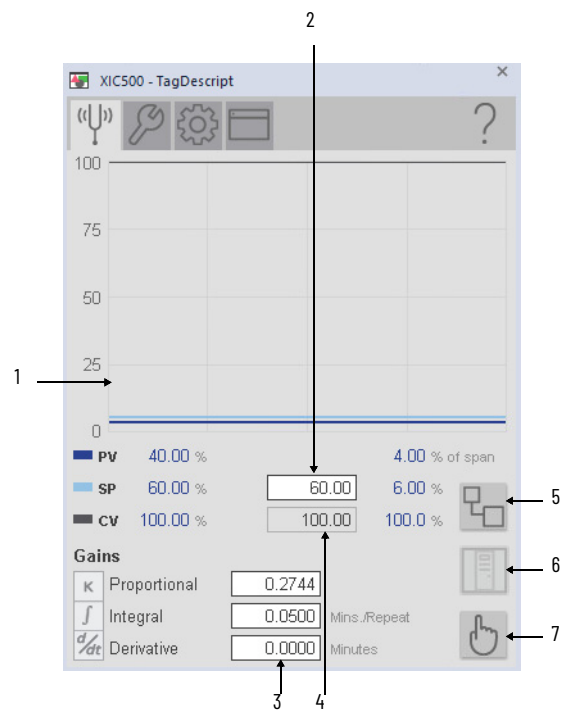 2
XIC500 - TagDescript
?
100
75
50
25
1
0
PV 40.00 % 4.00 % of span
SP 60.00 % 60.00 6.00 %
5
CV 100.00 % 100.00 100.0 %
Gains
6
K Proportional 0.2744
∫ Integral 0.0500 Mins./Repeat
7
d/dt Derivative 0.0000 Minutes
3 4